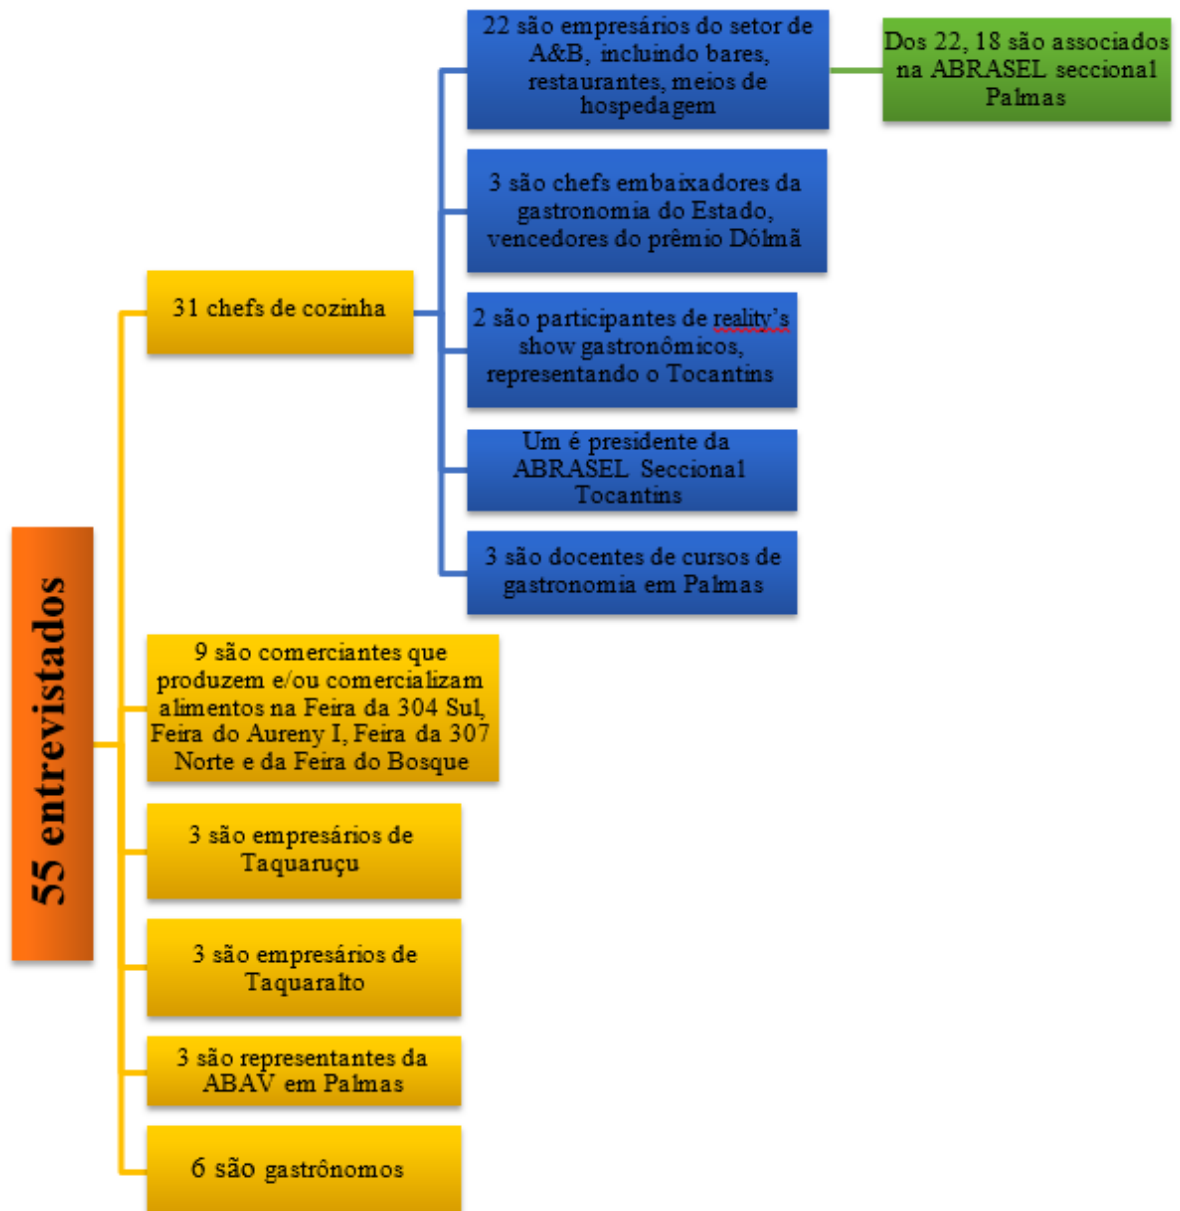 55 entrevistados
31 chefs de cozinha
22 são empresários do setor de
A&B, incluindo bares,
restaurantes, meios de
hospedagem
Dos 22, 18 são associados
na ABRASEL seccional
Palmas
3 são chefs embaixadores da
gastronomia do Estado,
vencedores do prêmio Dólmã
2 são participantes de reality's
show gastronômicos,
representando o Tocantins
Um é presidente da
ABRASEL Seccional
Tocantins
3 são docentes de cursos de
gastronomia em Palmas
9 são comerciantes que
produzem e/ou comercializam
alimentos na Feira da 304 Sul,
Feira do Aureny I, Feira da 307
Norte e da Feira do Bosque
3 são empresários de
Taquaruçu
3 são empresários de
Taquaralto
3 são representantes da
ABAV em Palmas
6 são gastrônomos